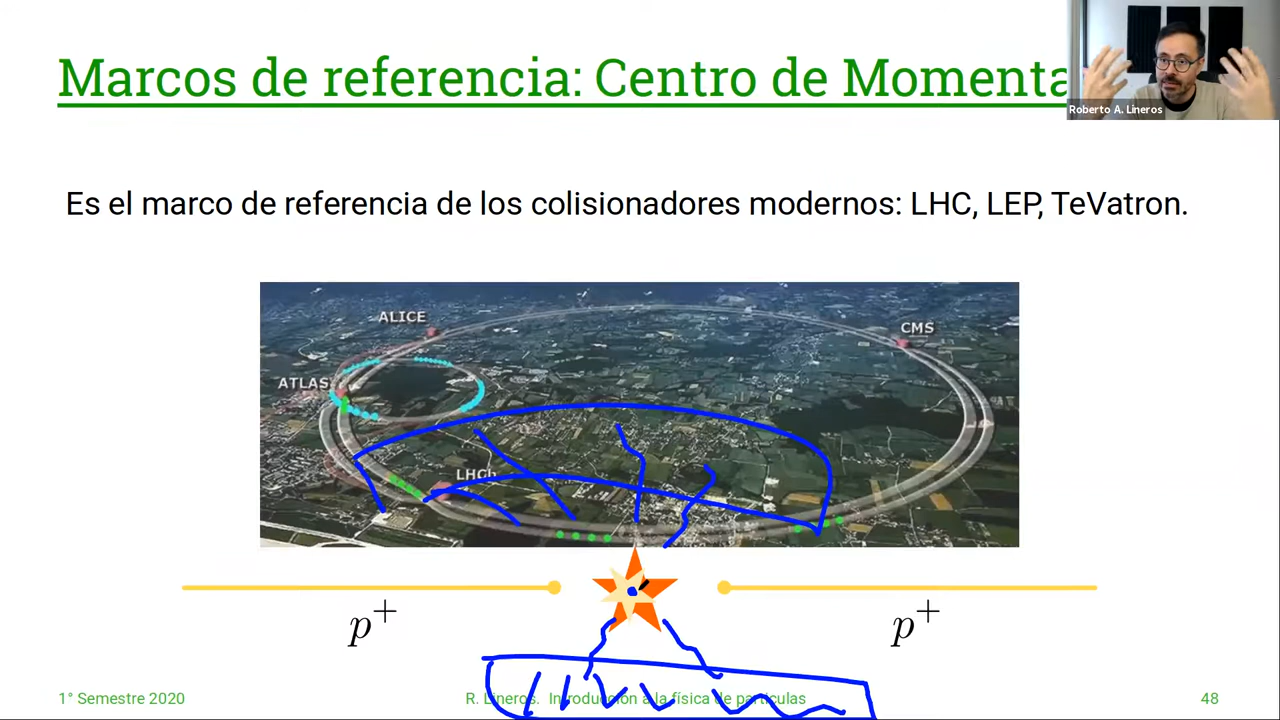 Marcos de referencia: Centro de Momenta
Roberto A. Lineros
Es el marco de referencia de los colisionadores modernos: LHC, LEP, TeVatron.
ALICE
CMS
ATLAS
LHCb
p⁺
p⁺
1° Semestre 2020
R. Lineros. Introducción a la física de partículas
48